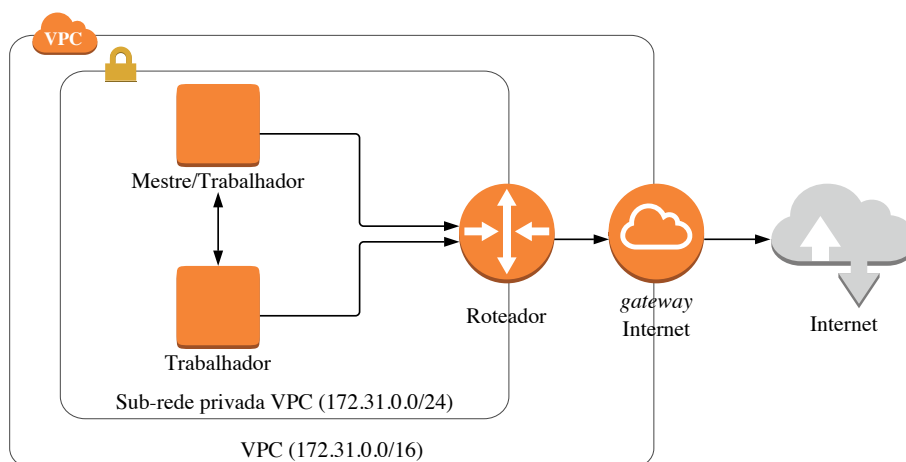 VPC
Mestre/Trabalhador
Trabalhador
Roteador
gateway
Internet
Internet
Sub-rede privada VPC (172.31.0.0/24)
VPC (172.31.0.0/16)